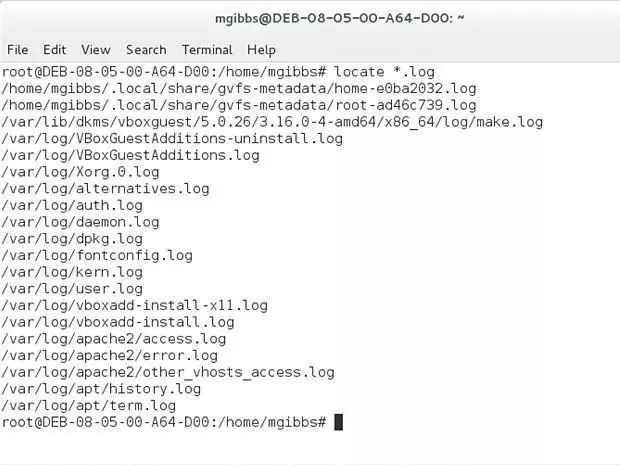 mgibbs@DEB-08-05-00-A64-D00: ~
File Edit View Search Terminal Help
root@DEB-08-05-00-A64-D00:/home/mgibbs# locate *.log
/home/mgibbs/.local/share/gvfs-metadata/home-e0ba2032.log
/home/mgibbs/.local/share/gvfs-metadata/root-ad46c739.log
/var/lib/dkms/vboxguest/5.0.26/3.16.0-4-amd64/x86_64/log/make.log
/var/log/VBoxGuestAdditions-uninstall.log
/var/log/VBoxGuestAdditions.log
/var/log/Xorg.0.log
/var/log/alternatives.log
/var/log/auth.log
/var/log/daemon.log
/var/log/dpkg.log
/var/log/fontconfig.log
/var/log/kern.log
/var/log/user.log
/var/log/vboxadd-install-x11.log
/var/log/vboxadd-install.log
/var/log/apache2/access.log
/var/log/apache2/error.log
/var/log/apache2/other_vhosts_access.log
/var/log/apt/history.log
/var/log/apt/term.log
root@DEB-08-05-00-A64-D00:/home/mgibbs#